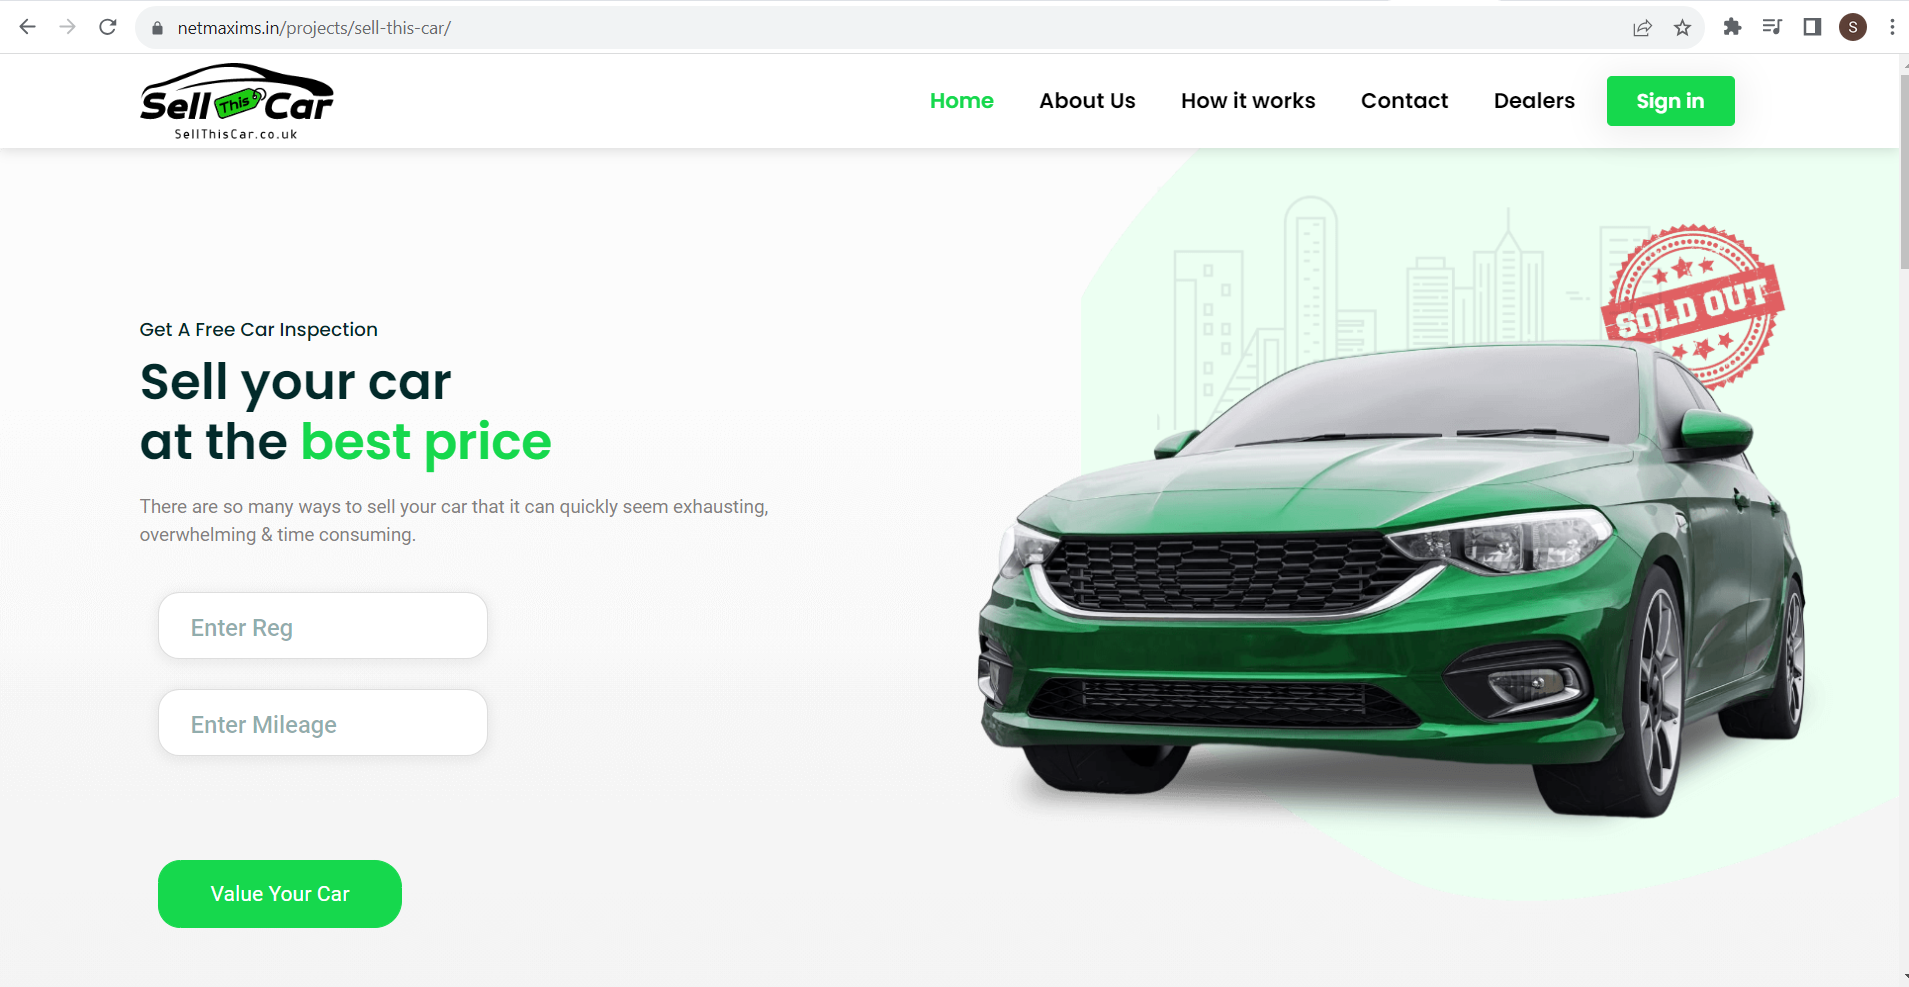 netmaxims.in/projects/sell-this-car/
S
Sell This Car
SellThisCar.co.uk
Home
About Us
How it works
Contact
Dealers
Sign in
SOLD OUT
Get A Free Car Inspection
Sell your car
at the best price
There are so many ways to sell your car that it can quickly seem exhausting,
overwhelming & time consuming.
Enter Reg
Enter Mileage
Value Your Car